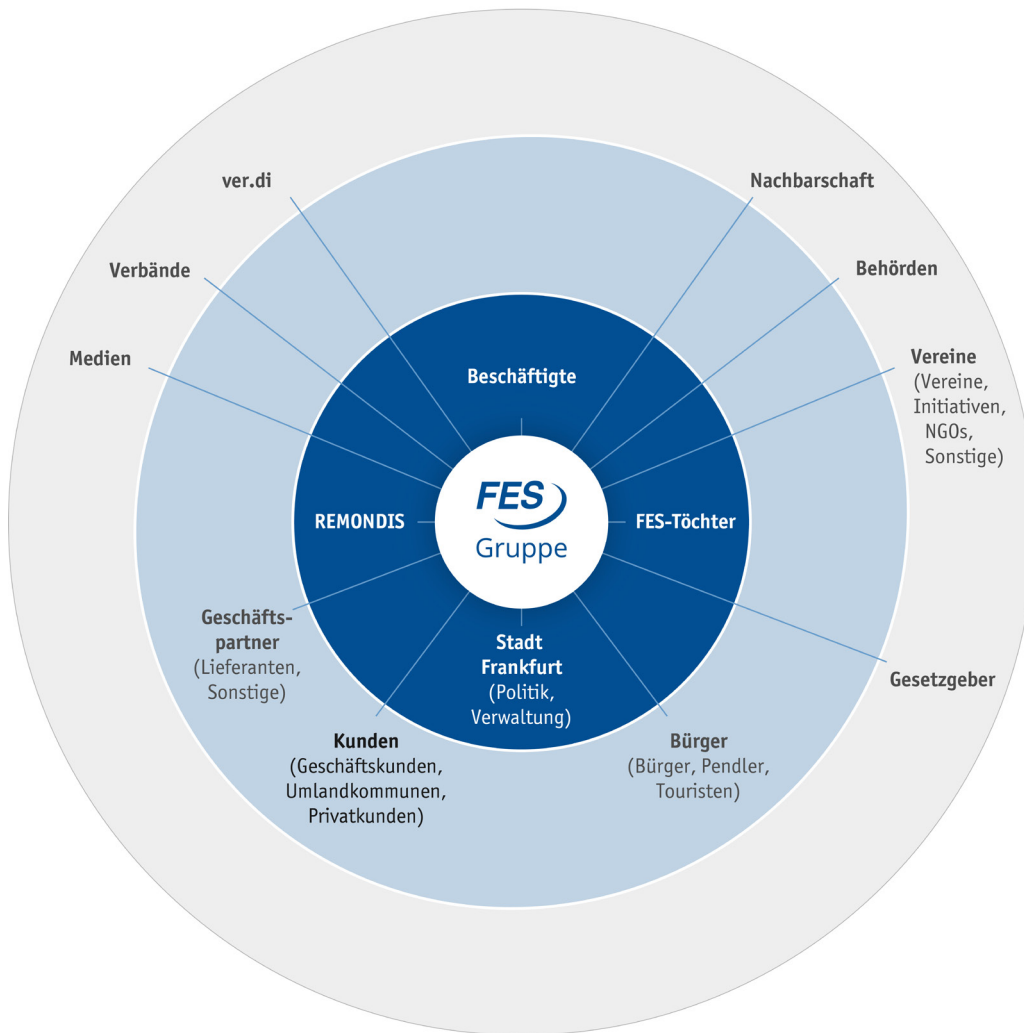 ver.di
Nachbarschaft
Verbände
Behörden
Medien
Vereine
(Vereine,
Initiativen,
NGOs,
Sonstige)
Beschäftigte
REMONDIS
FES
Gruppe
FES-Töchter
Geschäfts-
partner
(Lieferanten,
Sonstige)
Stadt
Frankfurt
(Politik,
Verwaltung)
Gesetzgeber
Kunden
(Geschäftskunden,
Umlandkommunen,
Privatkunden)
Bürger
(Bürger, Pendler,
Touristen)